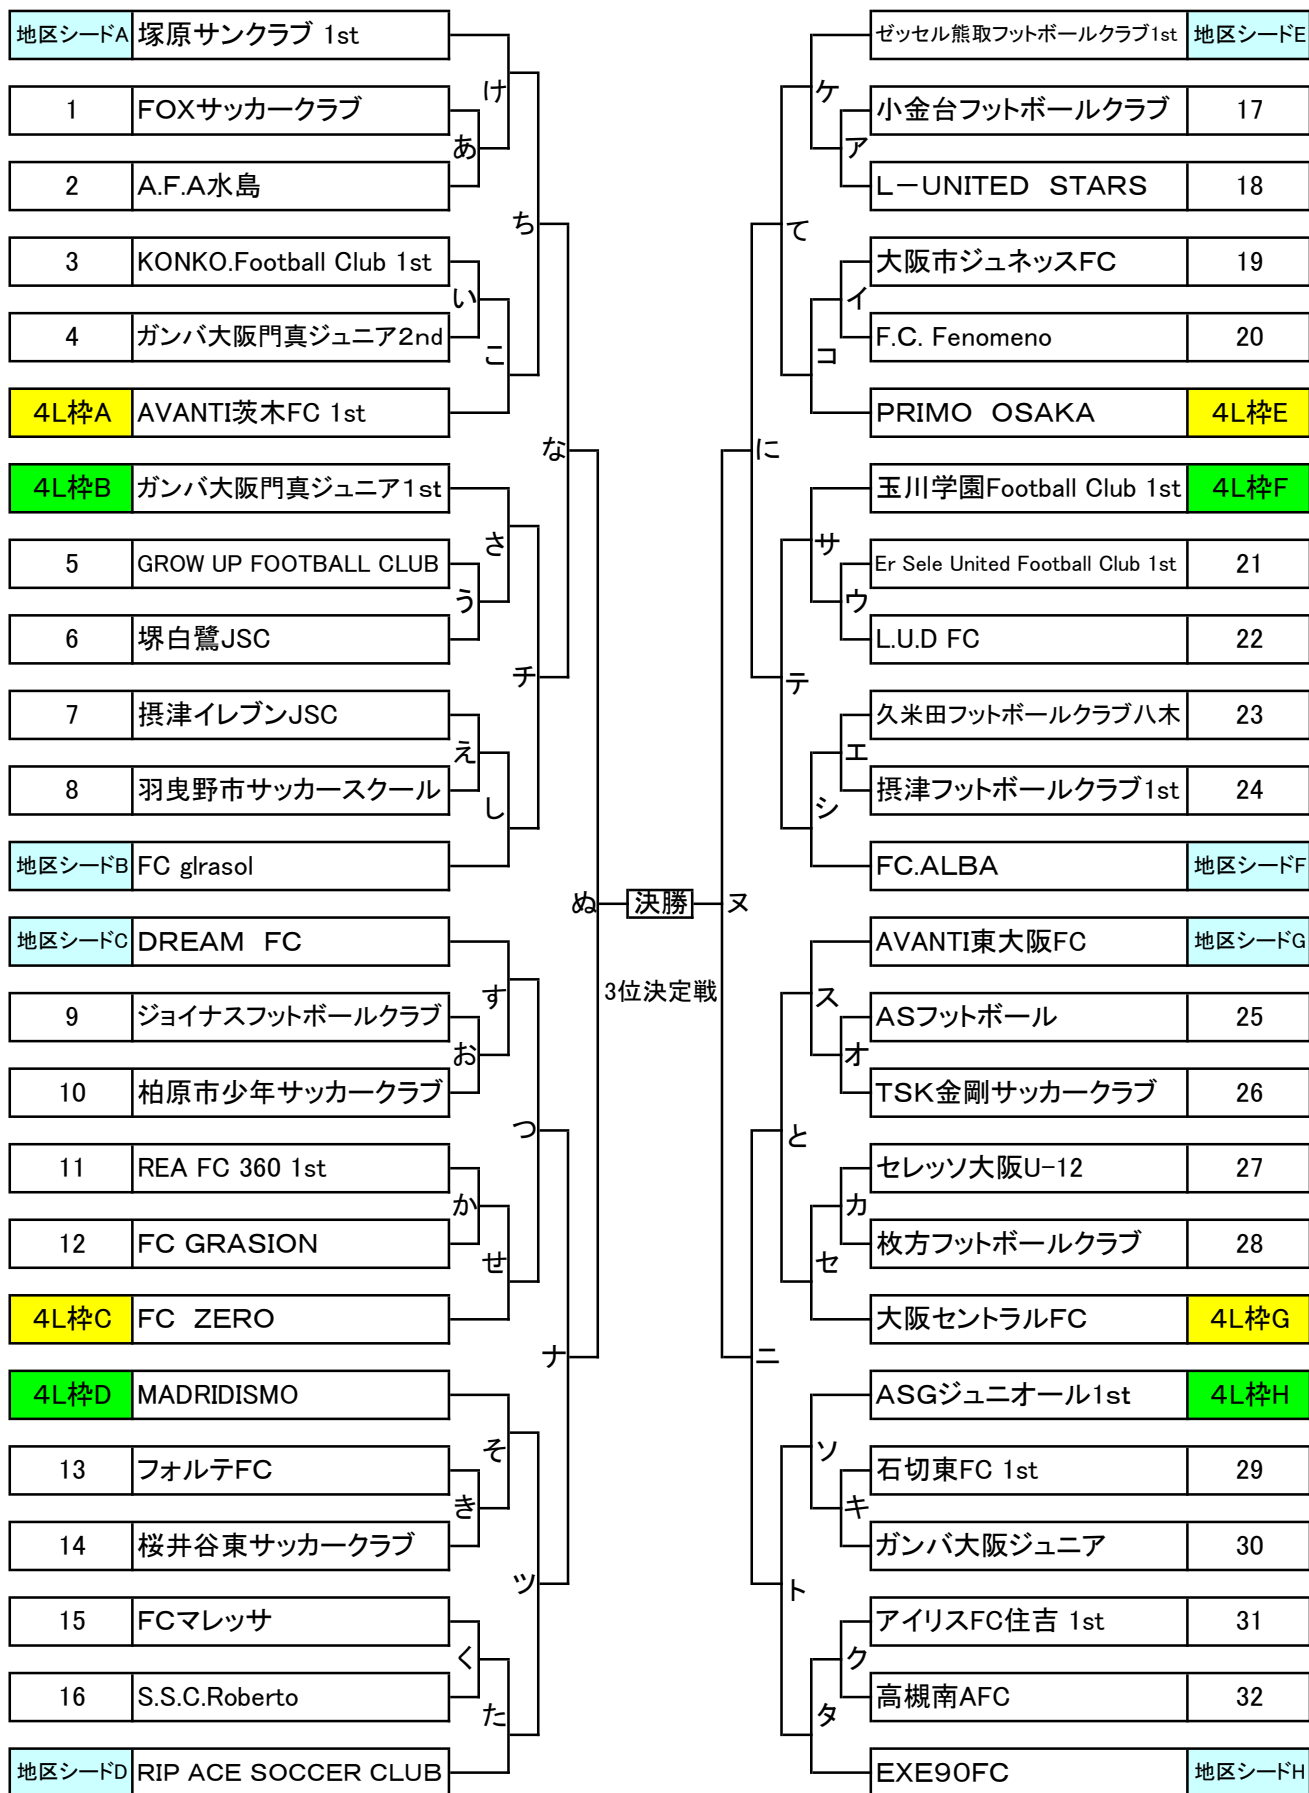 地区シードA 塚原サンクラブ 1st
け
1 FOXサッカークラブ
あ
2 A.F.A水島
ち
3 KONKO.Football Club 1st
い
4 ガンバ大阪門真ジュニア2nd
こ
4L枠A AVANTI茨木FC 1st
な
4L枠B ガンバ大阪門真ジュニア1st
さ
5 GROW UP FOOTBALL CLUB
う
6 堺白鷺JSC
チ
7 摂津イレブンJSC
え
8 羽曳野市サッカースクール
し
地区シードB FC glrasol
ぬ
地区シードC DREAM FC
す
9 ジョイナスフットボールクラブ
お
10 柏原市少年サッカークラブ
つ
11 REA FC 360 1st
か
12 FC GRASION
せ
4L枠C FC ZERO
ナ
4L枠D MADRIDISMO
そ
13 フォルテFC
き
14 桜井谷東サッカークラブ
ツ
15 FCマレッサ
く
16 S.S.C.Roberto
た
地区シードD RIP ACE SOCCER CLUB
決勝
3位決定戦
ゼッセル熊取フットボールクラブ1st 地区シードE
ケ
小金台フットボールクラブ 17
ア
L－UNITED STARS 18
て
大阪市ジュネッスFC 19
イ
F.C. Fenomeno 20
コ
PRIMO OSAKA 4L枠E
に
玉川学園Football Club 1st 4L枠F
サ
Er Sele United Football Club 1st 21
ウ
L.U.D FC 22
テ
久米田フットボールクラブ八木 23
エ
摂津フットボールクラブ1st 24
シ
FC.ALBA 地区シードF
ヌ
AVANTI東大阪FC 地区シードG
ス
ASフットボール 25
オ
TSK金剛サッカークラブ 26
と
セレッソ大阪U-12 27
カ
枚方フットボールクラブ 28
セ
大阪セントラルFC 4L枠G
ニ
ASGジュニオール1st 4L枠H
ソ
石切東FC 1st 29
キ
ガンバ大阪ジュニア 30
ト
アイリスFC住吉 1st 31
ク
高槻南AFC 32
タ
EXE90FC 地区シードH